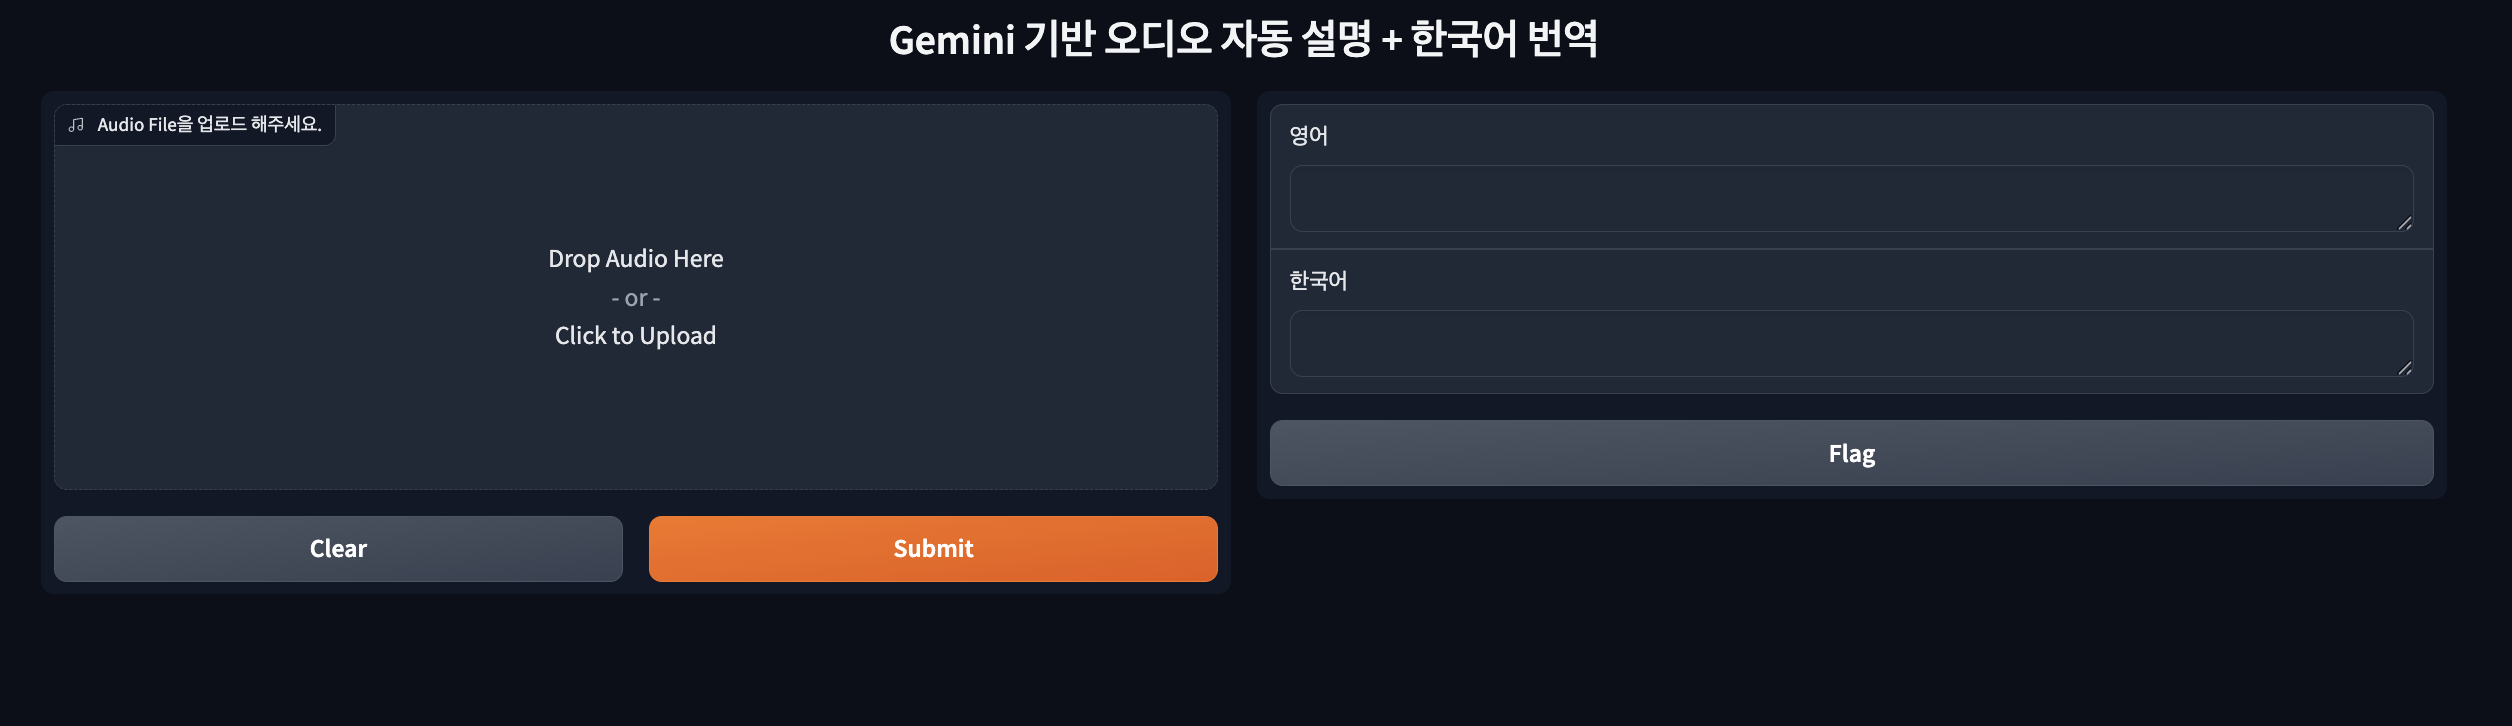 Gemini 기반 오디오 자동 설명 + 한국어 번역
Audio File을 업로드 해주세요.
Drop Audio Here
- or -
Click to Upload
Clear
Submit
영어
한국어
Flag